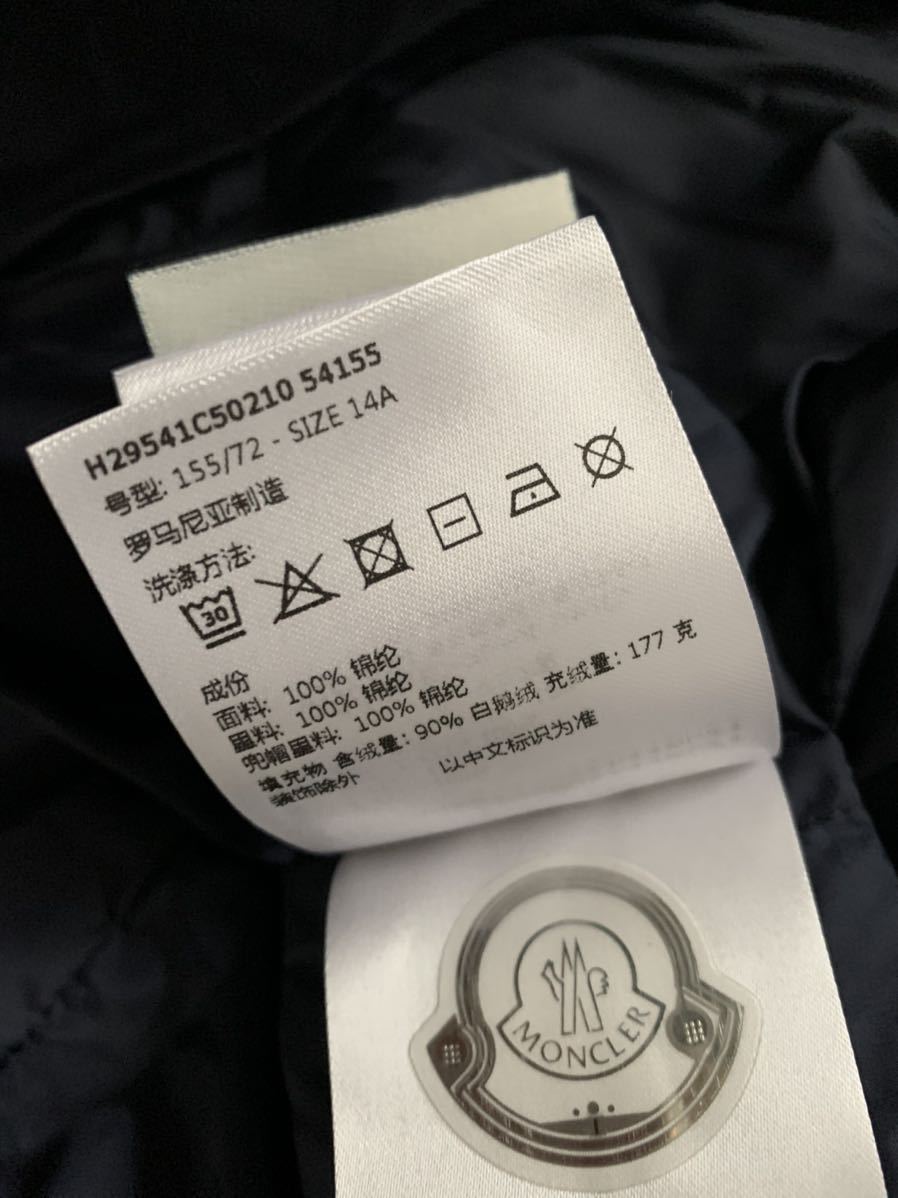 H29541C50210 54155
号型: 155/72 - SIZE 14A
罗马尼亚制造
洗涤方法:
30
成份
面料: 100% 锦纶
里料: 100% 锦纶
兜帽里料: 100% 锦纶
填充物 含绒量: 90% 白鹅绒 充绒量: 177 克
装饰除外 以中文标识为准
MONCLER